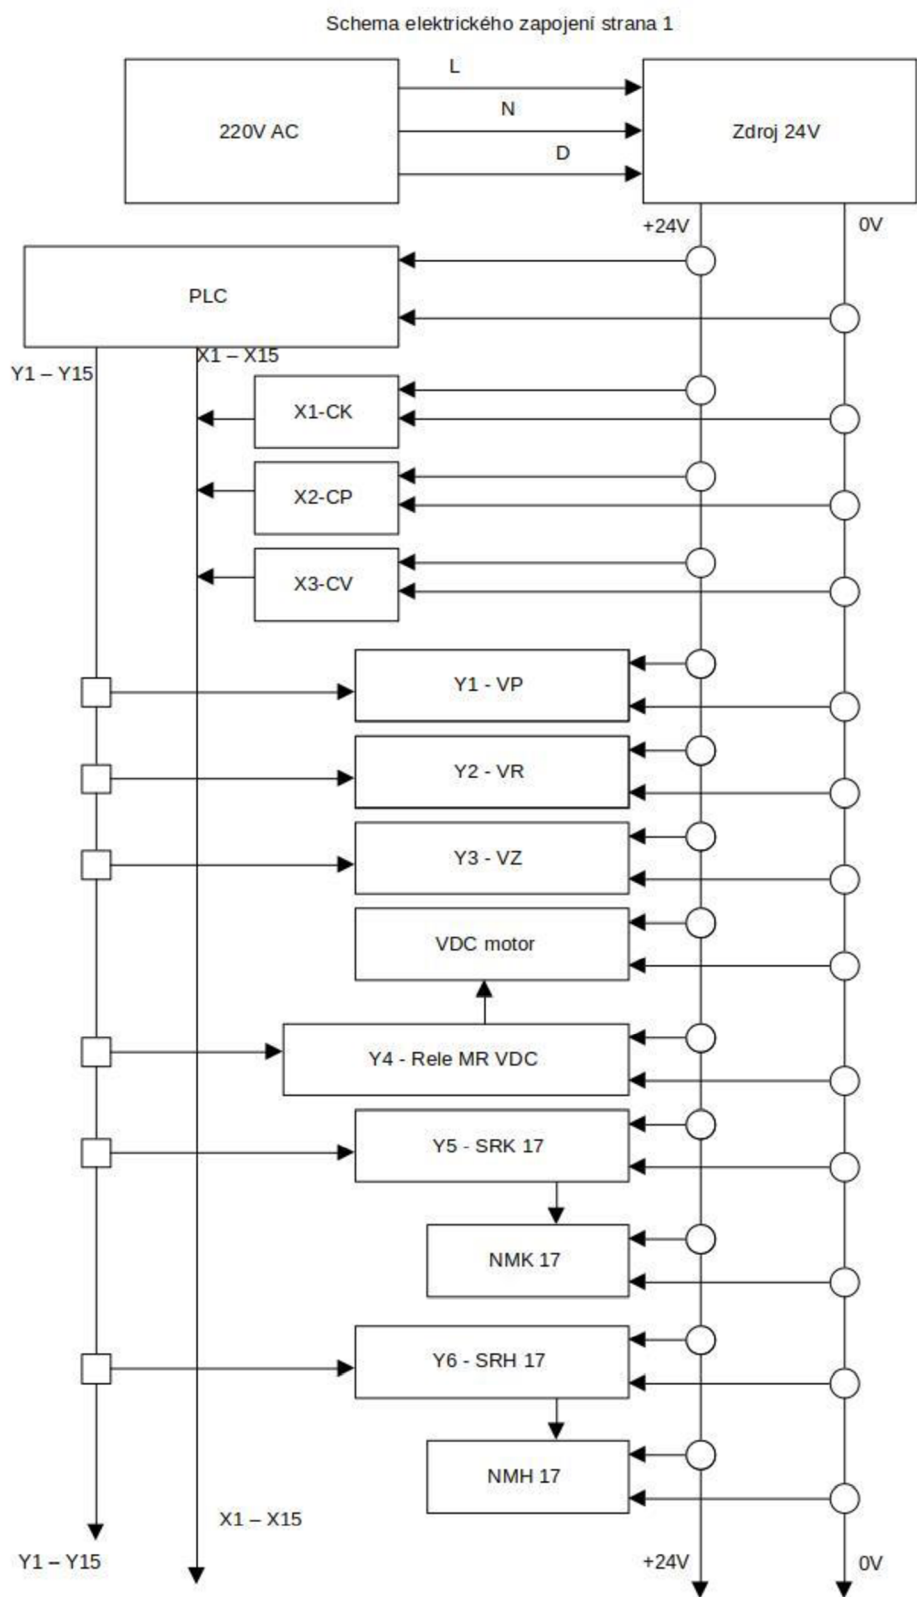 Schema elektrického zapojení strana 1
L
220V AC
N
Zdroj 24V
D
+24V
0V
PLC
X1 – X15
Y1 – Y15
X1-CK
X2-CP
X3-CV
Y1 - VP
Y2 - VR
Y3 - VZ
VDC motor
Y4 - Rele MR VDC
Y5 - SRK 17
NMK 17
Y6 - SRH 17
NMH 17
X1 – X15
Y1 – Y15
+24V
0V